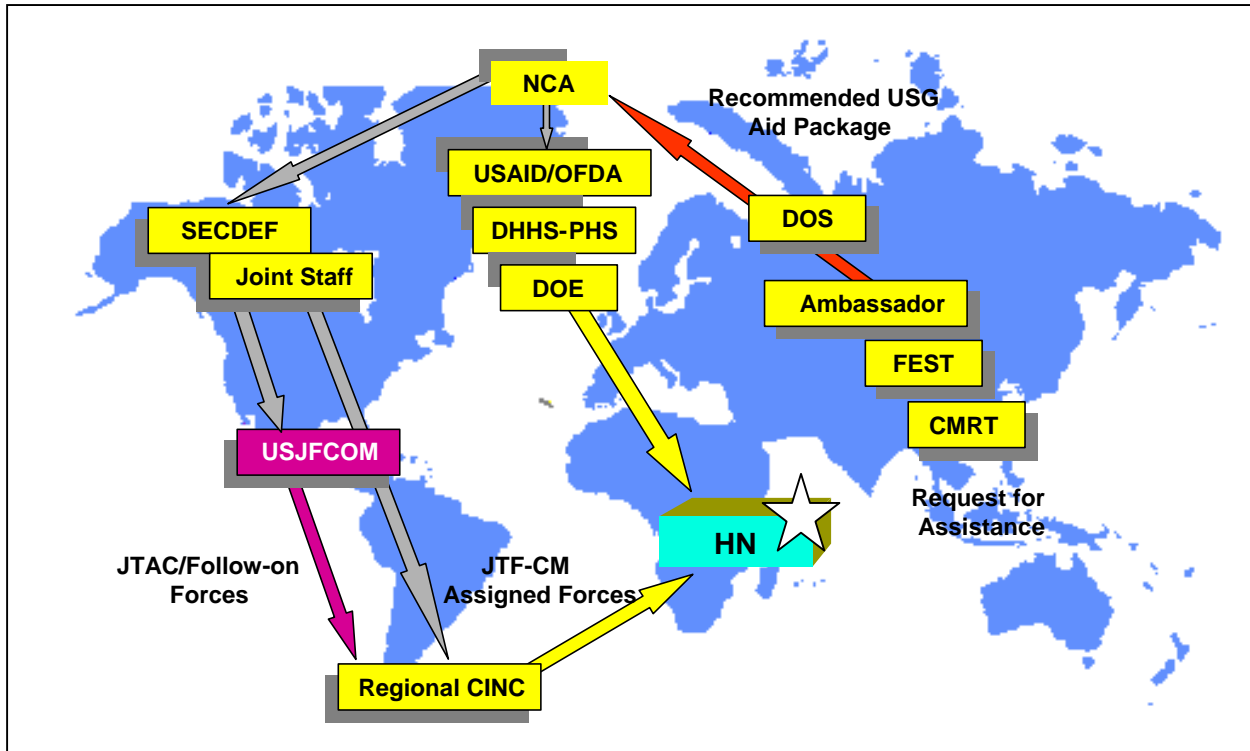 NCA
Recommended USG
Aid Package
USAID/OFDA
SECDEF
DHHS-PHS
DOS
Joint Staff
DOE
Ambassador
FEST
CMRT
USJFCOM
Request for
Assistance
HN
JTAC/Follow-on
Forces
JTF-CM
Assigned Forces
Regional CINC